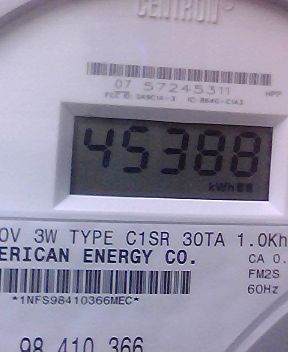 CENTRON®
07 57245311
HPP
45388
kWh
0V 3W TYPE C1SR 30TA 1.0Kh
ERICAN ENERGY CO.
CA 0.
FM2S
60Hz
*1NFS98410366MEC*
98 410 366